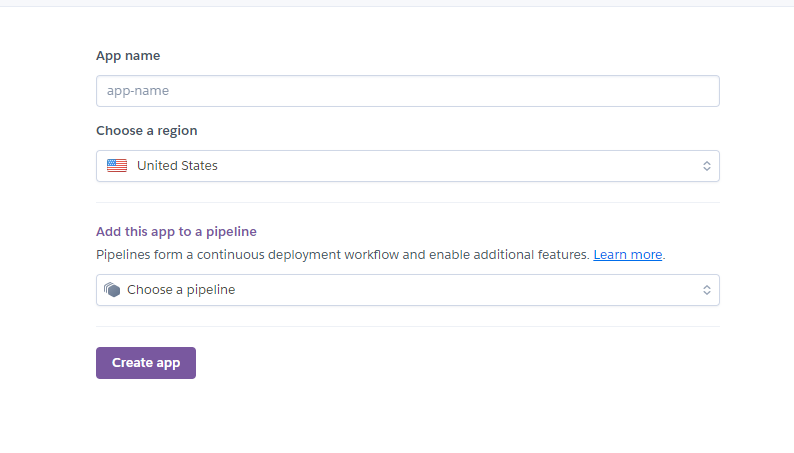 App name
app-name
Choose a region
United States
Add this app to a pipeline
Pipelines form a continuous deployment workflow and enable additional features. Learn more.
Choose a pipeline
Create app